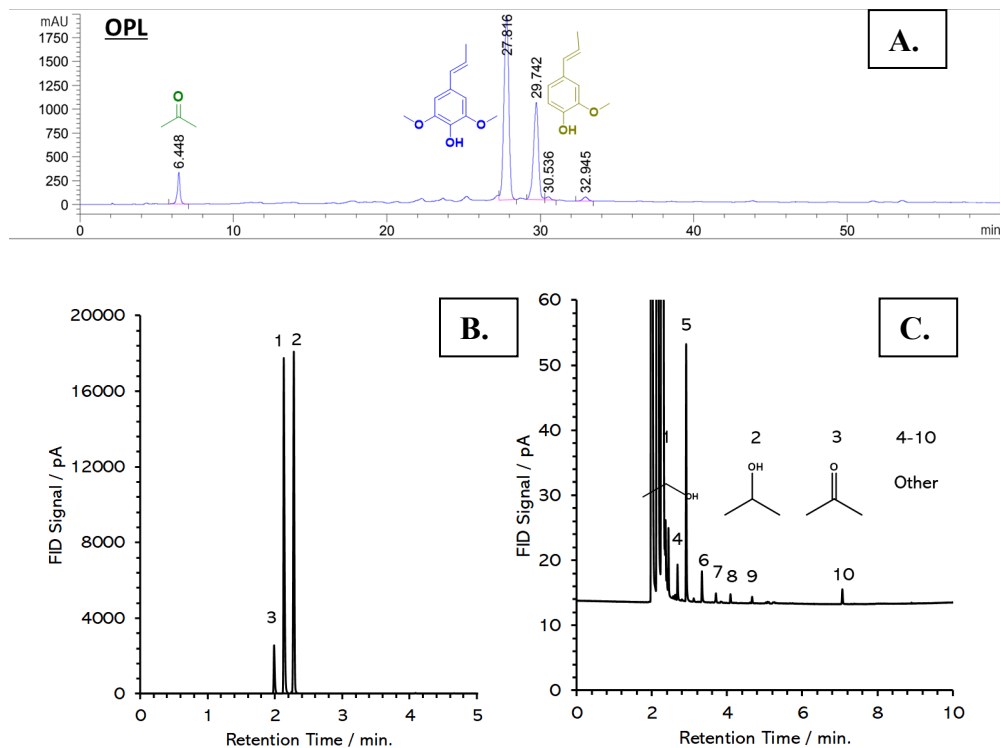 mAU
OPL
A.
1750
1500
1250
1000
750
500
250
0
6.448
27.816
29.742
30.536
32.945
O
O
O
OH
O
OH
0
10
20
30
40
50
min
B.
20000
16000
12000
8000
4000
0
FID Signal / pA
1
2
3
0
1
2
3
4
5
Retention Time / min.
C.
60
50
40
30
20
10
0
FID Signal / pA
5
1
2
3
4-10
OH
OH
O
Other
4
6
7
8
9
10
0
2
4
6
8
10
Retention Time / min.